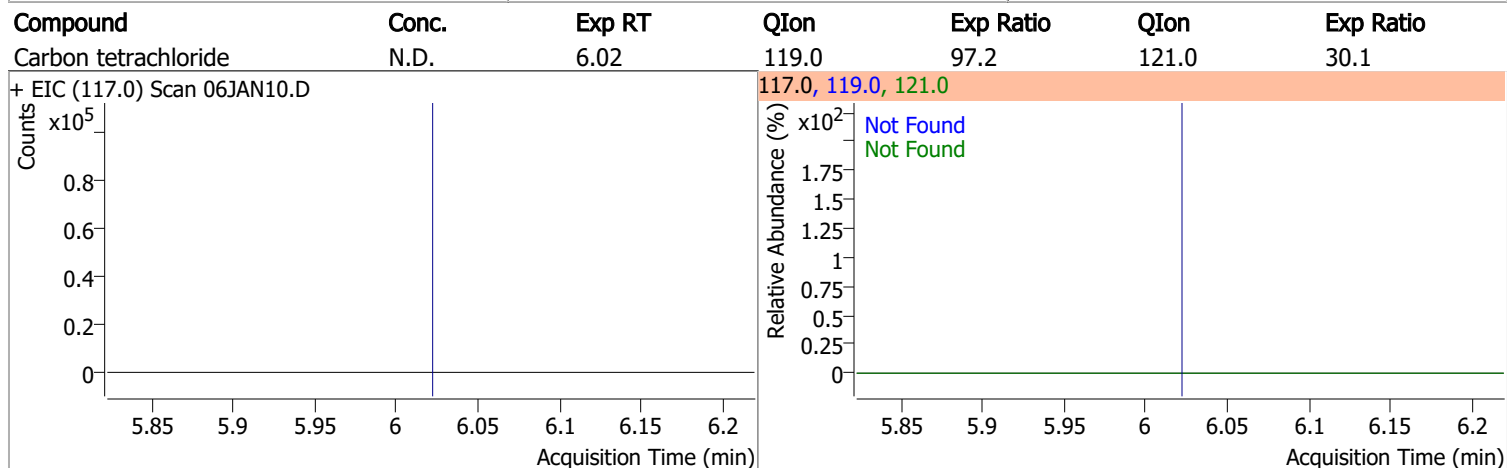 Compound Conc. Exp RT QIon Exp Ratio QIon Exp Ratio
Carbon tetrachloride N.D. 6.02 119.0 97.2 121.0 30.1
+ EIC (117.0) Scan 06JAN10.D
Counts
x10⁵
0.8
0.6
0.4
0.2
0
5.85 5.9 5.95 6 6.05 6.1 6.15 6.2
Acquisition Time (min)
117.0, 119.0, 121.0
Relative Abundance (%)
x10²
Not Found
Not Found
1.75
1.5
1.25
1
0.75
0.5
0.25
0
5.85 5.9 5.95 6 6.05 6.1 6.15 6.2
Acquisition Time (min)